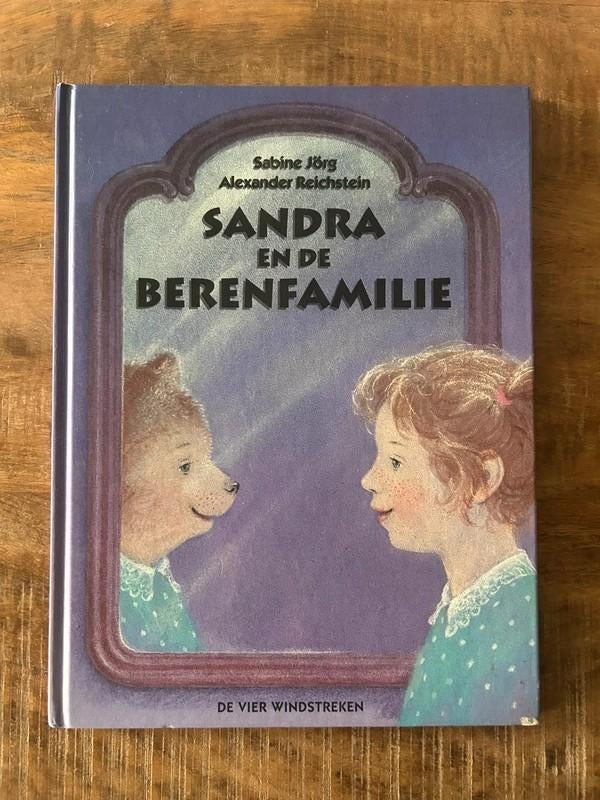 Sabine Jörg
Alexander Reichstein
SANDRA
EN DE
BERENFAMILIE
DE VIER WINDSTREKEN